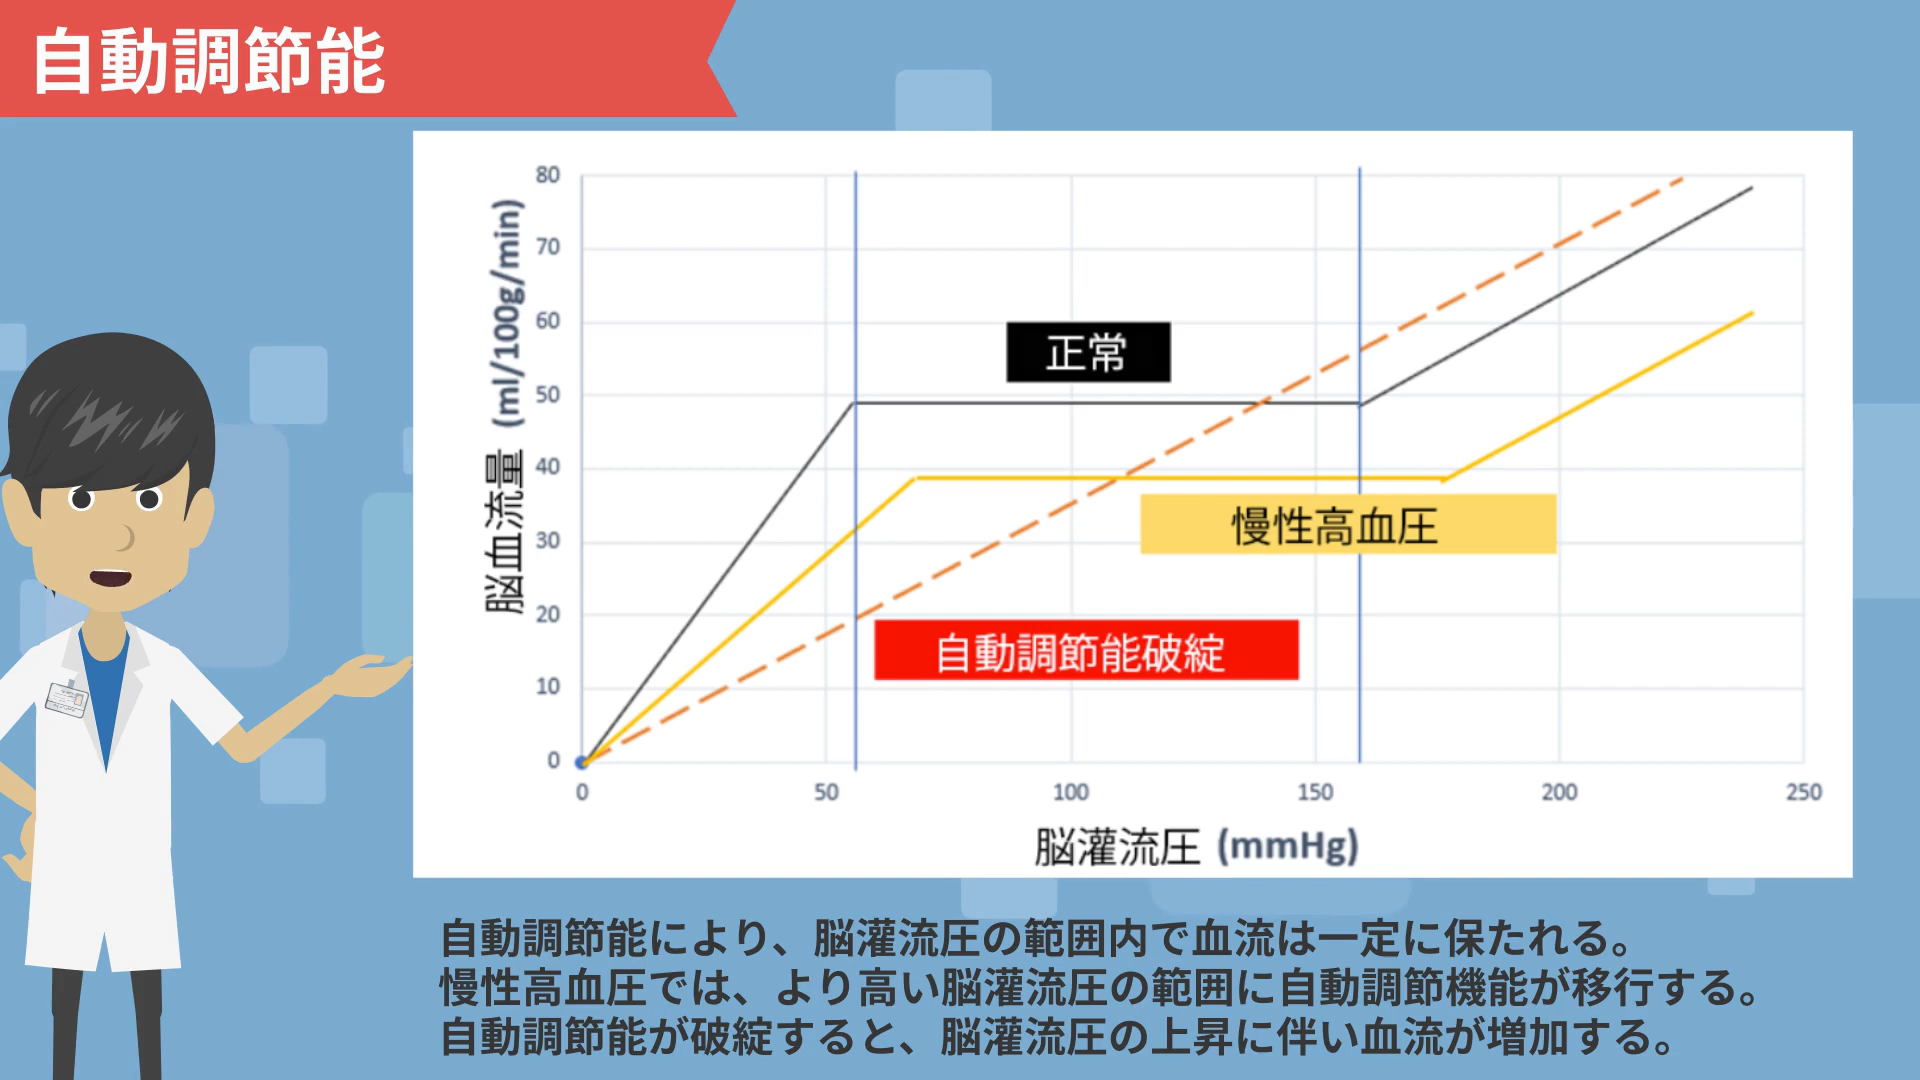 自動調節能
80
70
60
50
40
30
20
10
0
脳血流量 (ml/100g/min)
正常
慢性高血圧
自動調節能破綻
0 50 100 150 200 250
脳灌流圧 (mmHg)
自動調節能により、脳灌流圧の範囲内で血流は一定に保たれる。
慢性高血圧では、より高い脳灌流圧の範囲に自動調節機能が移行する。
自動調節能が破綻すると、脳灌流圧の上昇に伴い血流が増加する。